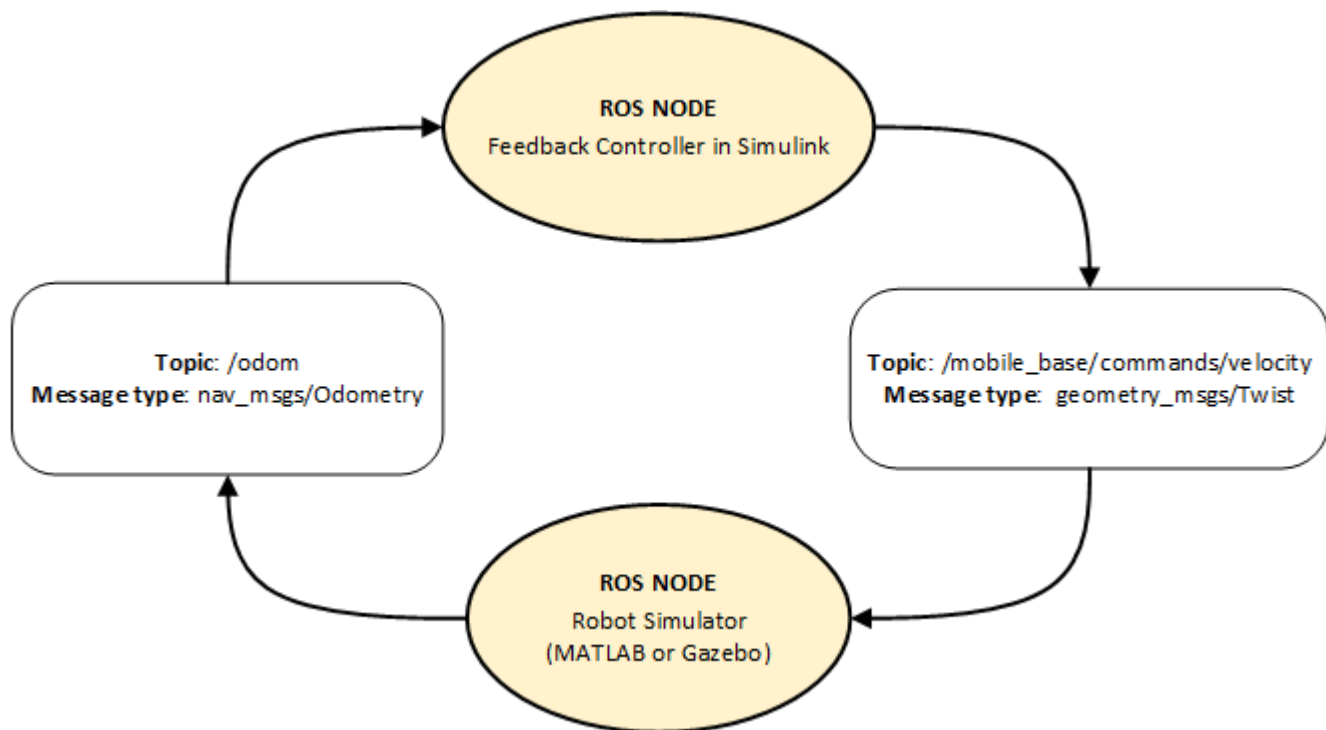 ROS NODE
Feedback Controller in Simulink
Topic: /odom
Message type: nav_msgs/Odometry
Topic: /mobile_base/commands/velocity
Message type: geometry_msgs/Twist
ROS NODE
Robot Simulator
(MATLAB or Gazebo)